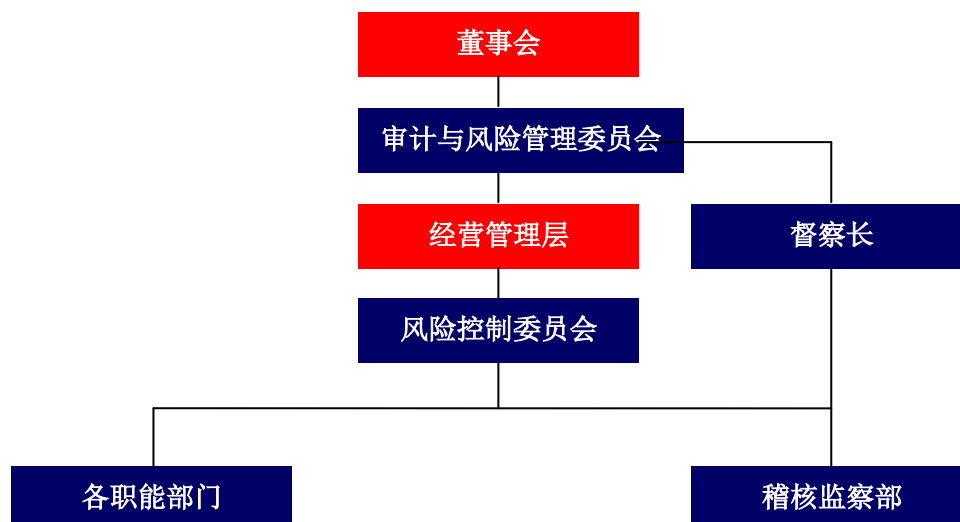 董事会
审计与风险管理委员会
经营管理层
督察长
风险控制委员会
各职能部门
稽核监察部